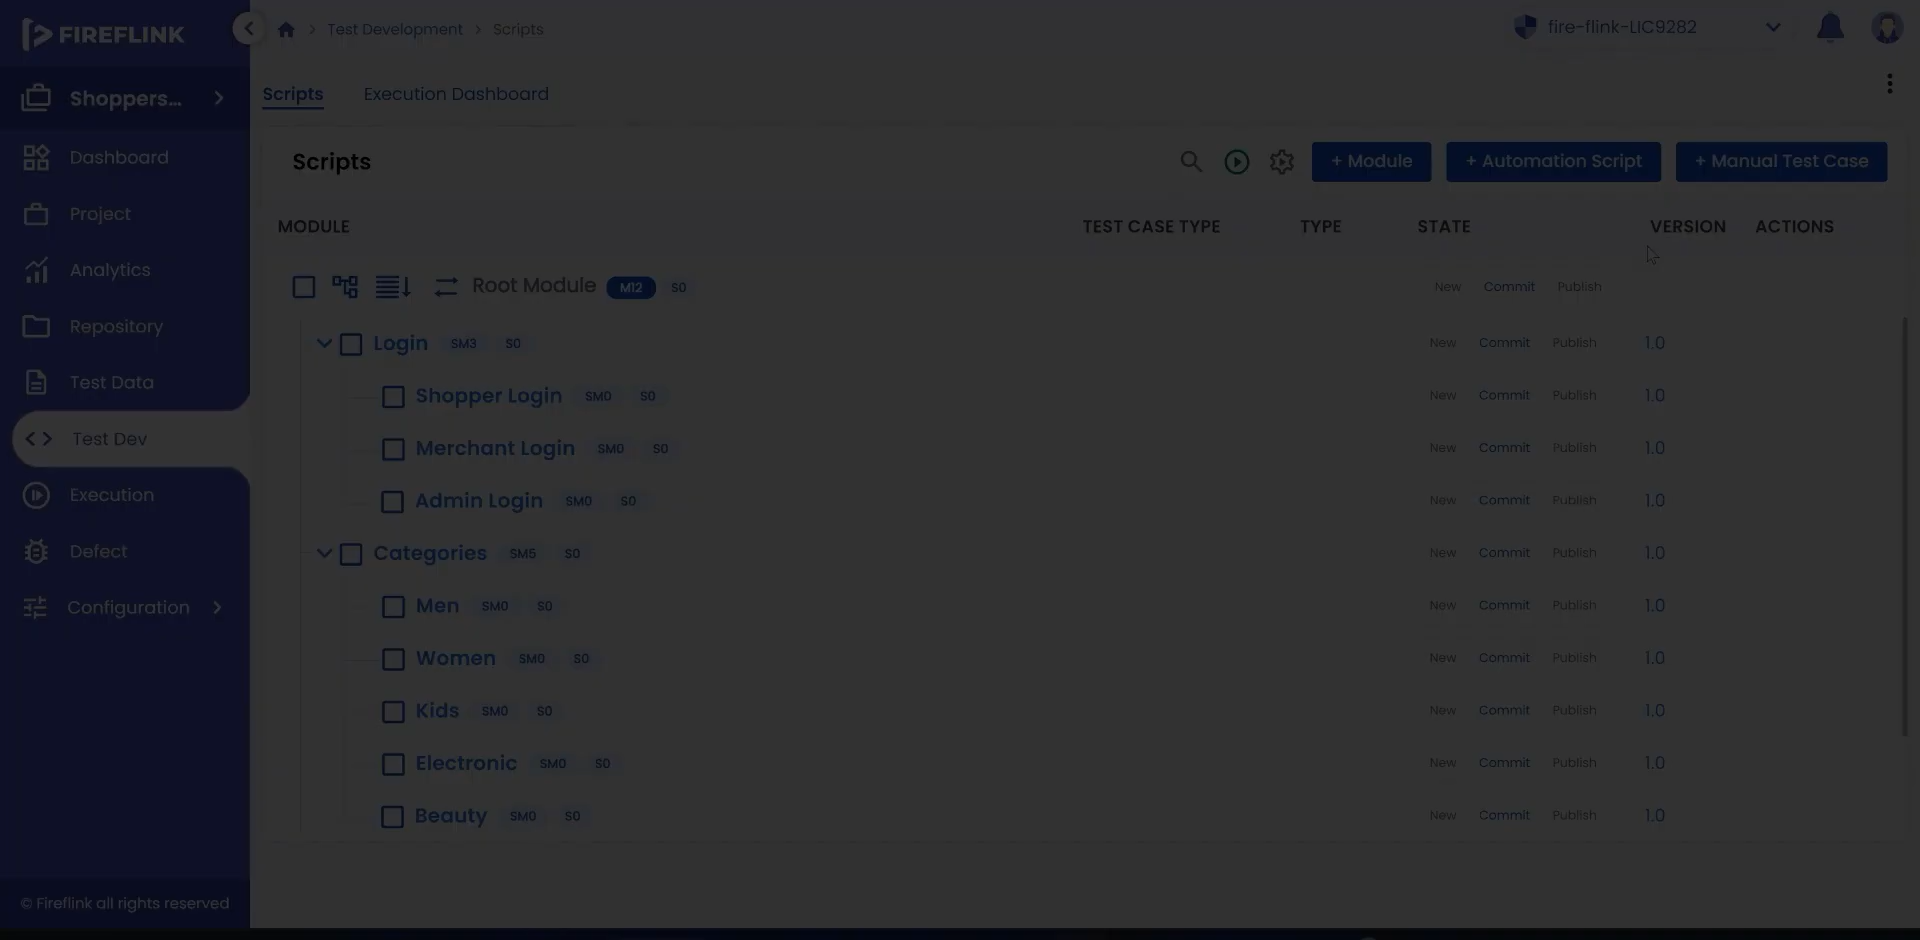 FIREFLINK
Test Development
Scripts
fire-flink-LIC9282
Shoppers...
Scripts
Execution Dashboard
Dashboard
Project
Analytics
Repository
Test Data
Test Dev
Execution
Defect
Configuration
© Fireflink all rights reserved
Scripts
+ Module
+ Automation Script
+ Manual Test Case
MODULE TEST CASE TYPE TYPE STATE VERSION ACTIONS
Root Module M12 S0 New Commit Publish
Login SM3 S0 New Commit Publish 1.0
Shopper Login SM0 S0 New Commit Publish 1.0
Merchant Login SM0 S0 New Commit Publish 1.0
Admin Login SM0 S0 New Commit Publish 1.0
Categories SM5 S0 New Commit Publish 1.0
Men SM0 S0 New Commit Publish 1.0
Women SM0 S0 New Commit Publish 1.0
Kids SM0 S0 New Commit Publish 1.0
Electronic SM0 S0 New Commit Publish 1.0
Beauty SM0 S0 New Commit Publish 1.0